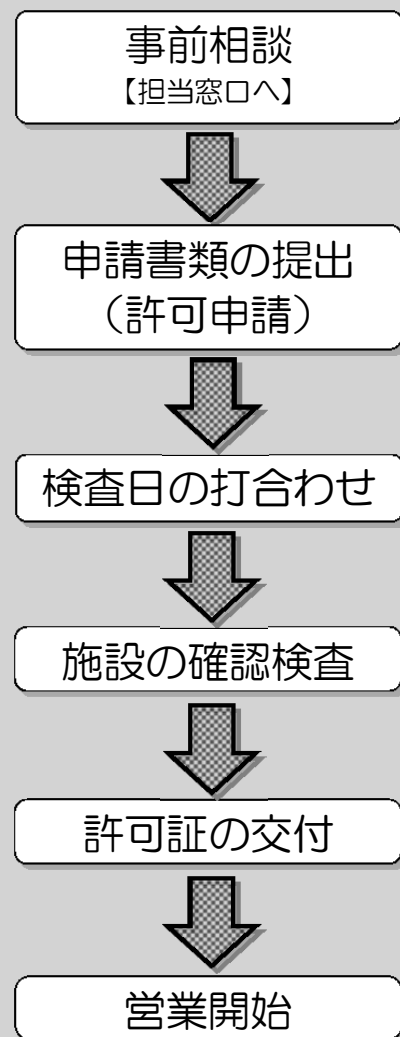 事前相談
【担当窓口へ】
申請書類の提出
（許可申請）
検査日の打合わせ
施設の確認検査
許可証の交付
営業開始